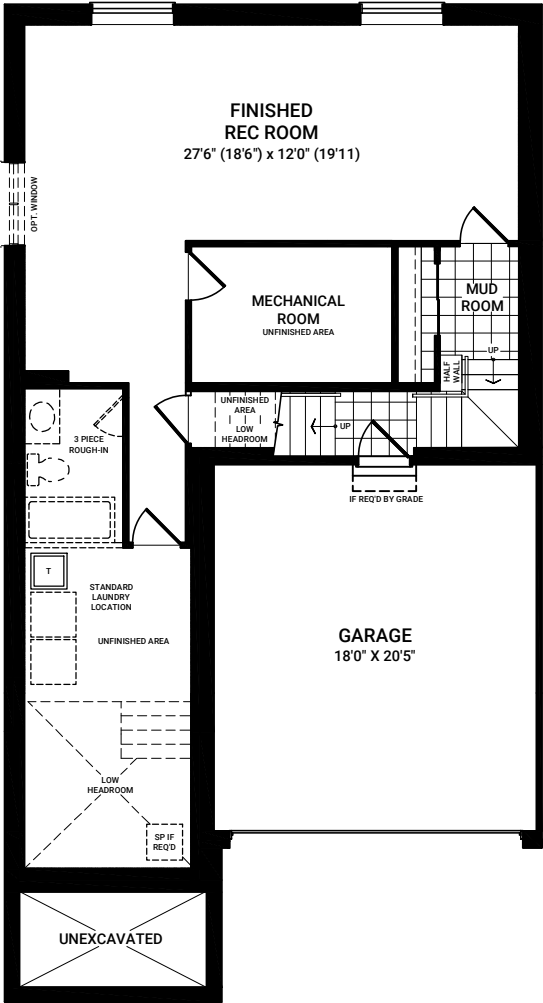 FINISHED
REC ROOM
27'6" (18'6") x 12'0" (19'11)
OPT. WINDOW
MECHANICAL
ROOM
UNFINISHED AREA
MUD
ROOM
UP
HALF
WALL
UNFINISHED
AREA
LOW
HEADROOM
UP
3 PIECE
ROUGH-IN
IF REQ'D BY GRADE
T
STANDARD
LAUNDRY
LOCATION
UNFINISHED AREA
GARAGE
18'0" X 20'5"
LOW
HEADROOM
SP IF
REQ'D
UNEXCAVATED